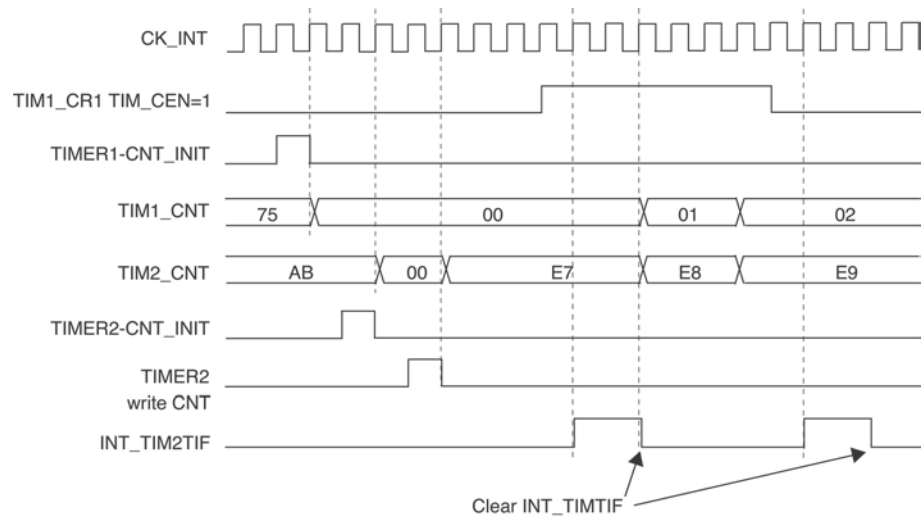 CK_INT
TIM1_CR1 TIM_CEN=1
TIMER1-CNT_INIT
TIM1_CNT
75
00
01
02
TIM2_CNT
AB
00
E7
E8
E9
TIMER2-CNT_INIT
TIMER2
write CNT
INT_TIM2TIF
Clear INT_TIMTIF